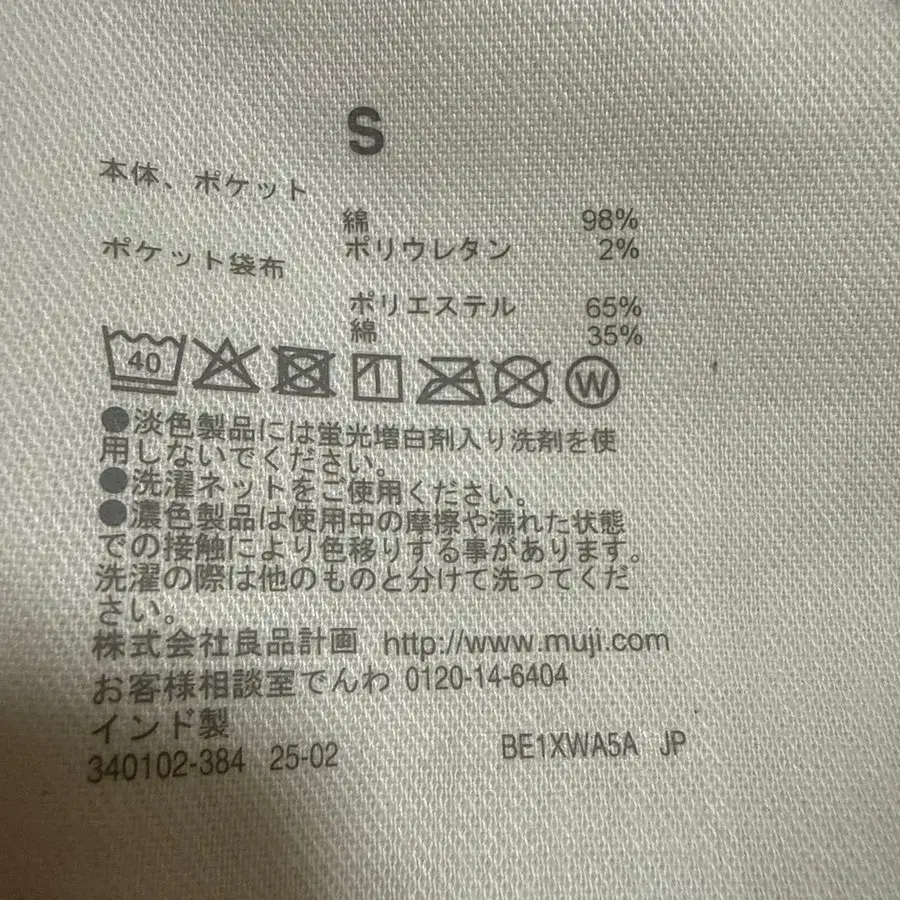 S
本体、ポケット
綿 98%
ポリウレタン 2%
ポケット袋布
ポリエステル 65%
綿 35%
40
W
●淡色製品には蛍光増白剤入り洗剤を使
用しないでください。
●洗濯ネットをご使用ください。
●濃色製品は使用中の摩擦や濡れた状態
での接触により色移りする事があります。
洗濯の際は他のものと分けて洗ってくだ
さい。
株式会社良品計画 http://www.muji.com
お客様相談室でんわ 0120-14-6404
インド製
340102-384 25-02 BE1XWA5A JP